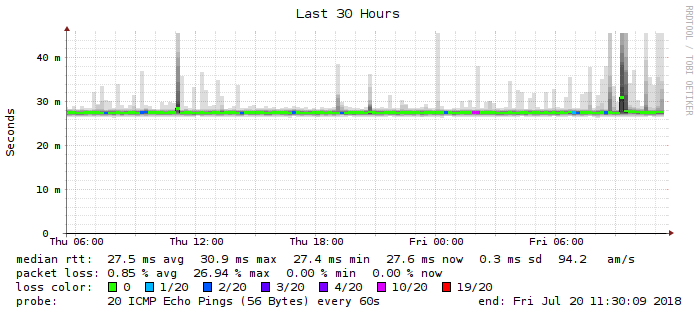 Last 30 Hours
RRDTOOL / TOBI OETIKER
Seconds
40 m
30 m
20 m
10 m
0
Thu 06:00 Thu 12:00 Thu 18:00 Fri 00:00 Fri 06:00
median rtt: 27.5 ms avg 30.9 ms max 27.4 ms min 27.6 ms now 0.3 ms sd 94.2 am/s
packet loss: 0.85 % avg 26.94 % max 0.00 % min 0.00 % now
loss color: 0 1/20 2/20 3/20 4/20 10/20 19/20
probe: 20 ICMP Echo Pings (56 Bytes) every 60s end: Fri Jul 20 11:30:09 2018